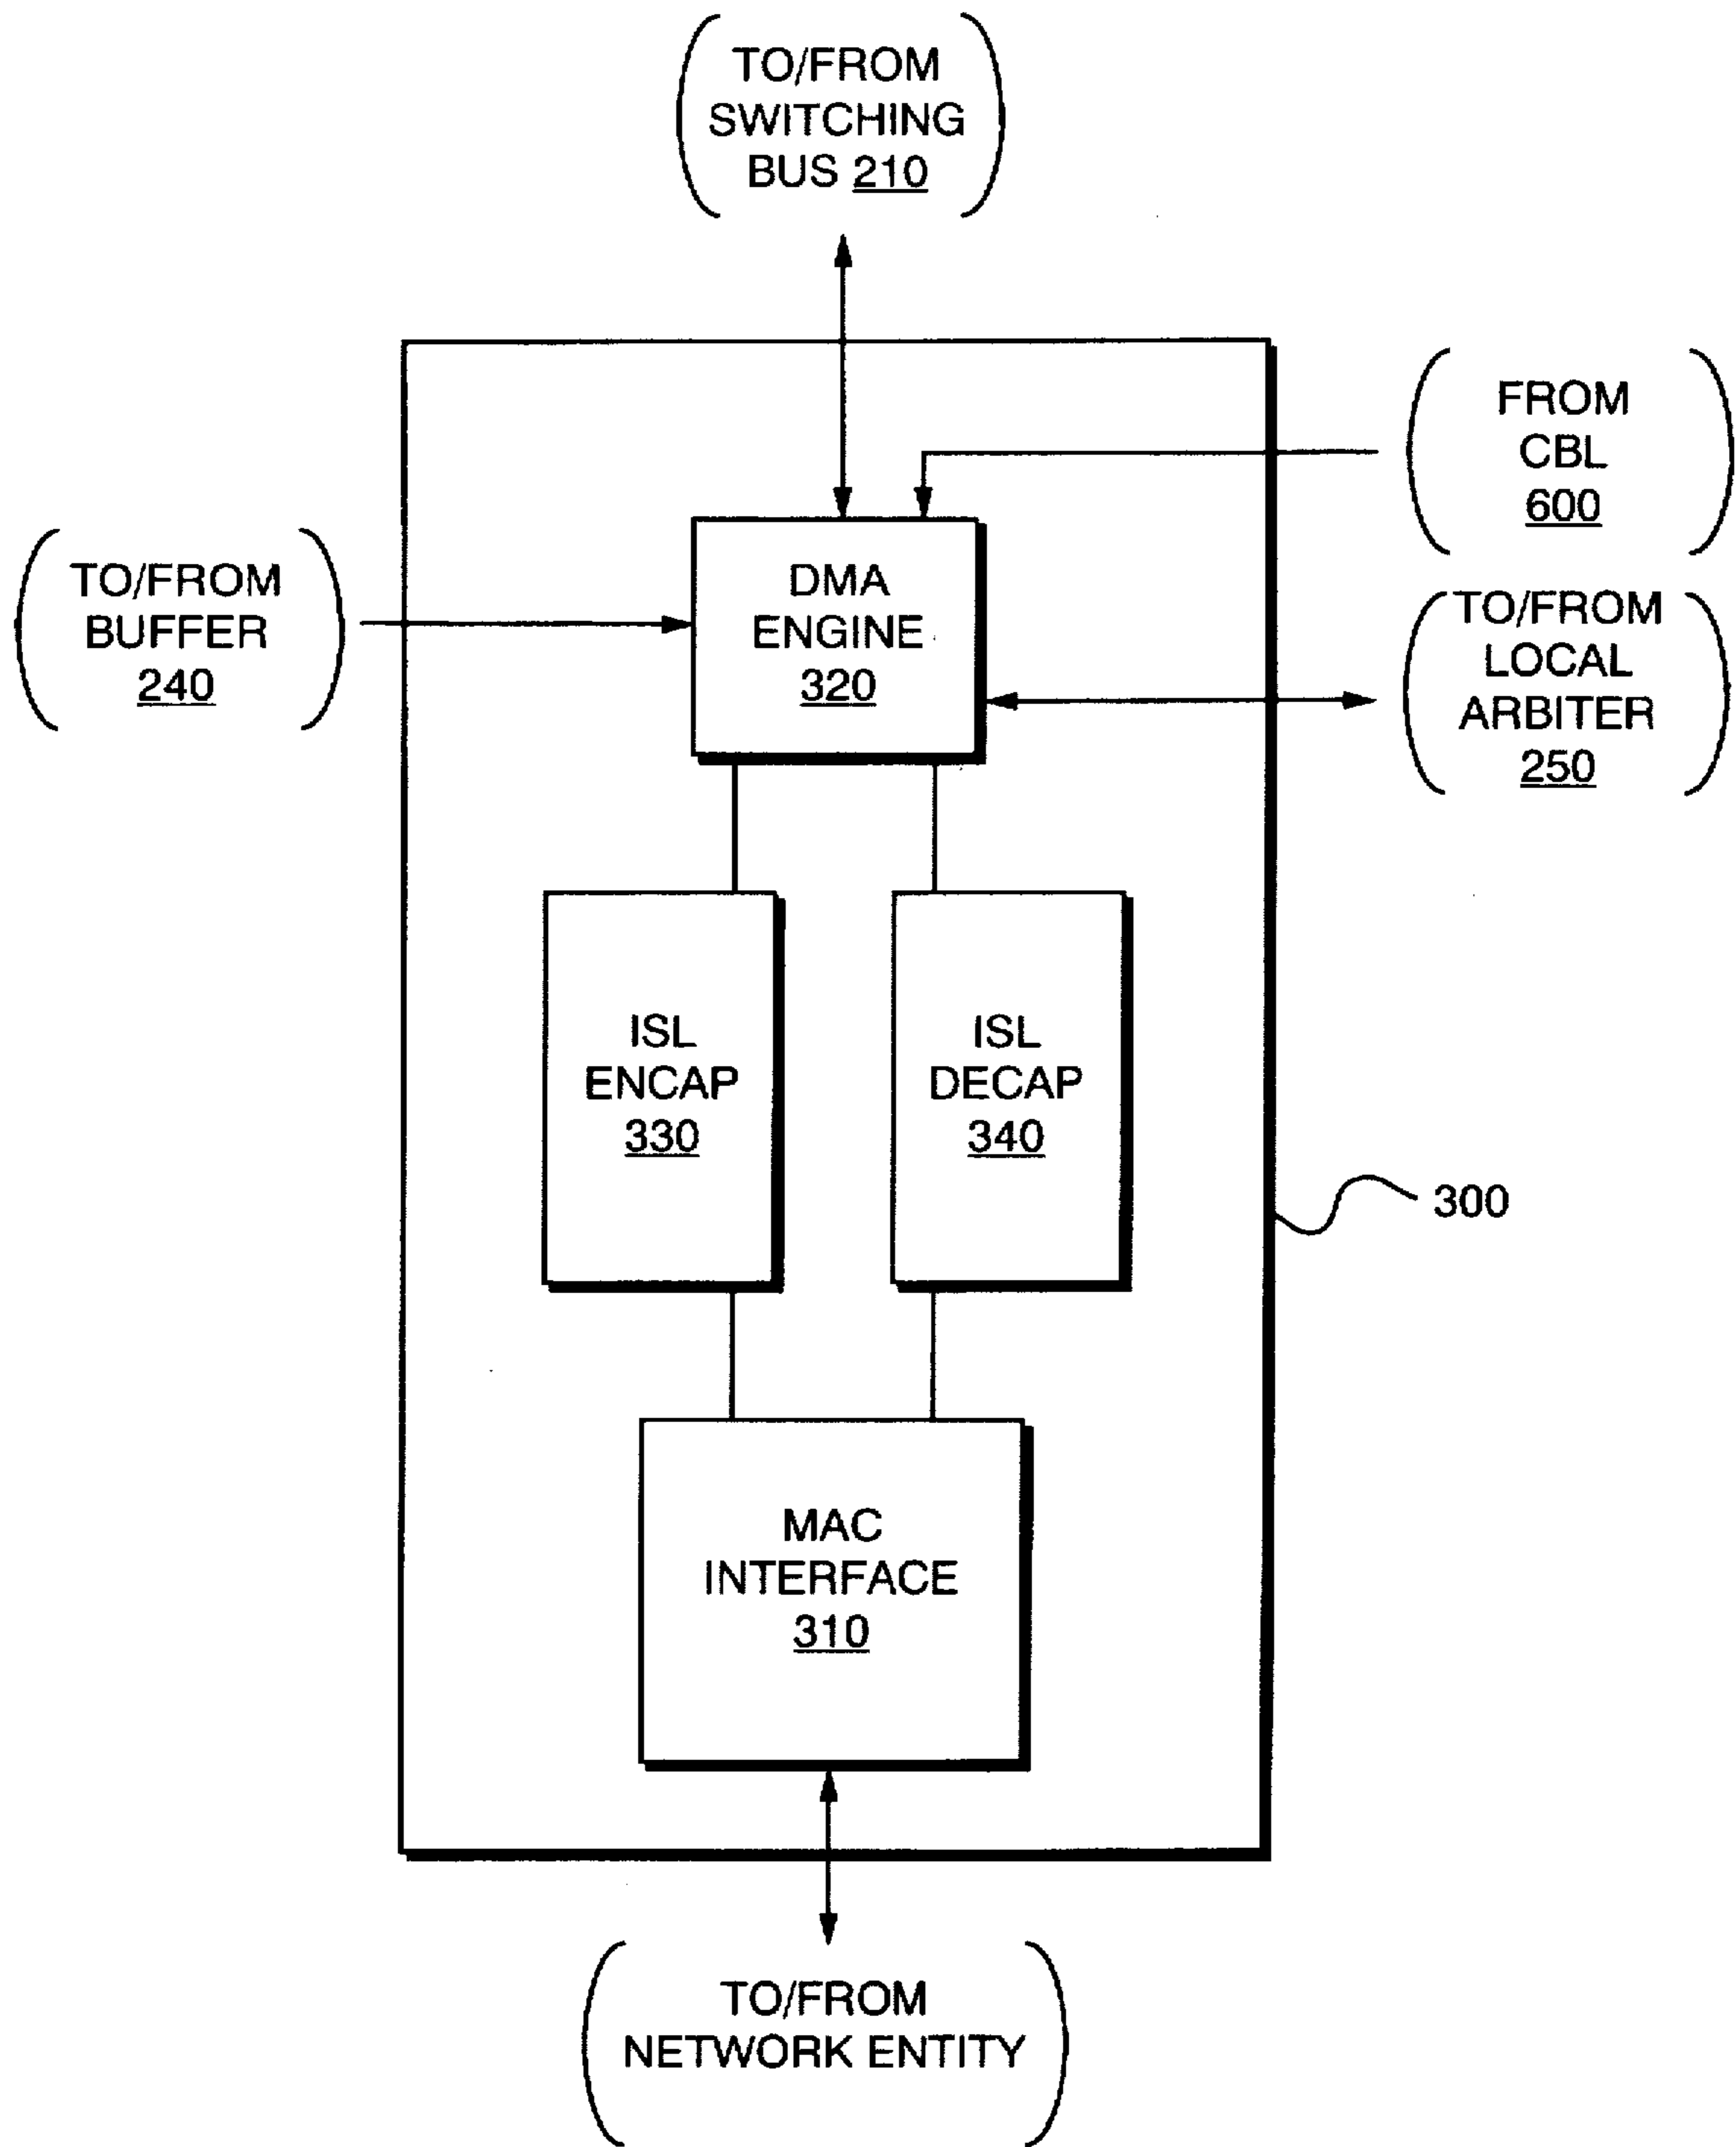 TO/FROM
SWITCHING
BUS 210
FROM
CBL
600
TO/FROM
BUFFER
240
DMA
ENGINE
320
TO/FROM
LOCAL
ARBITER
250
ISL
ENCAP
330
ISL
DECAP
340
300
MAC
INTERFACE
310
TO/FROM
NETWORK ENTITY